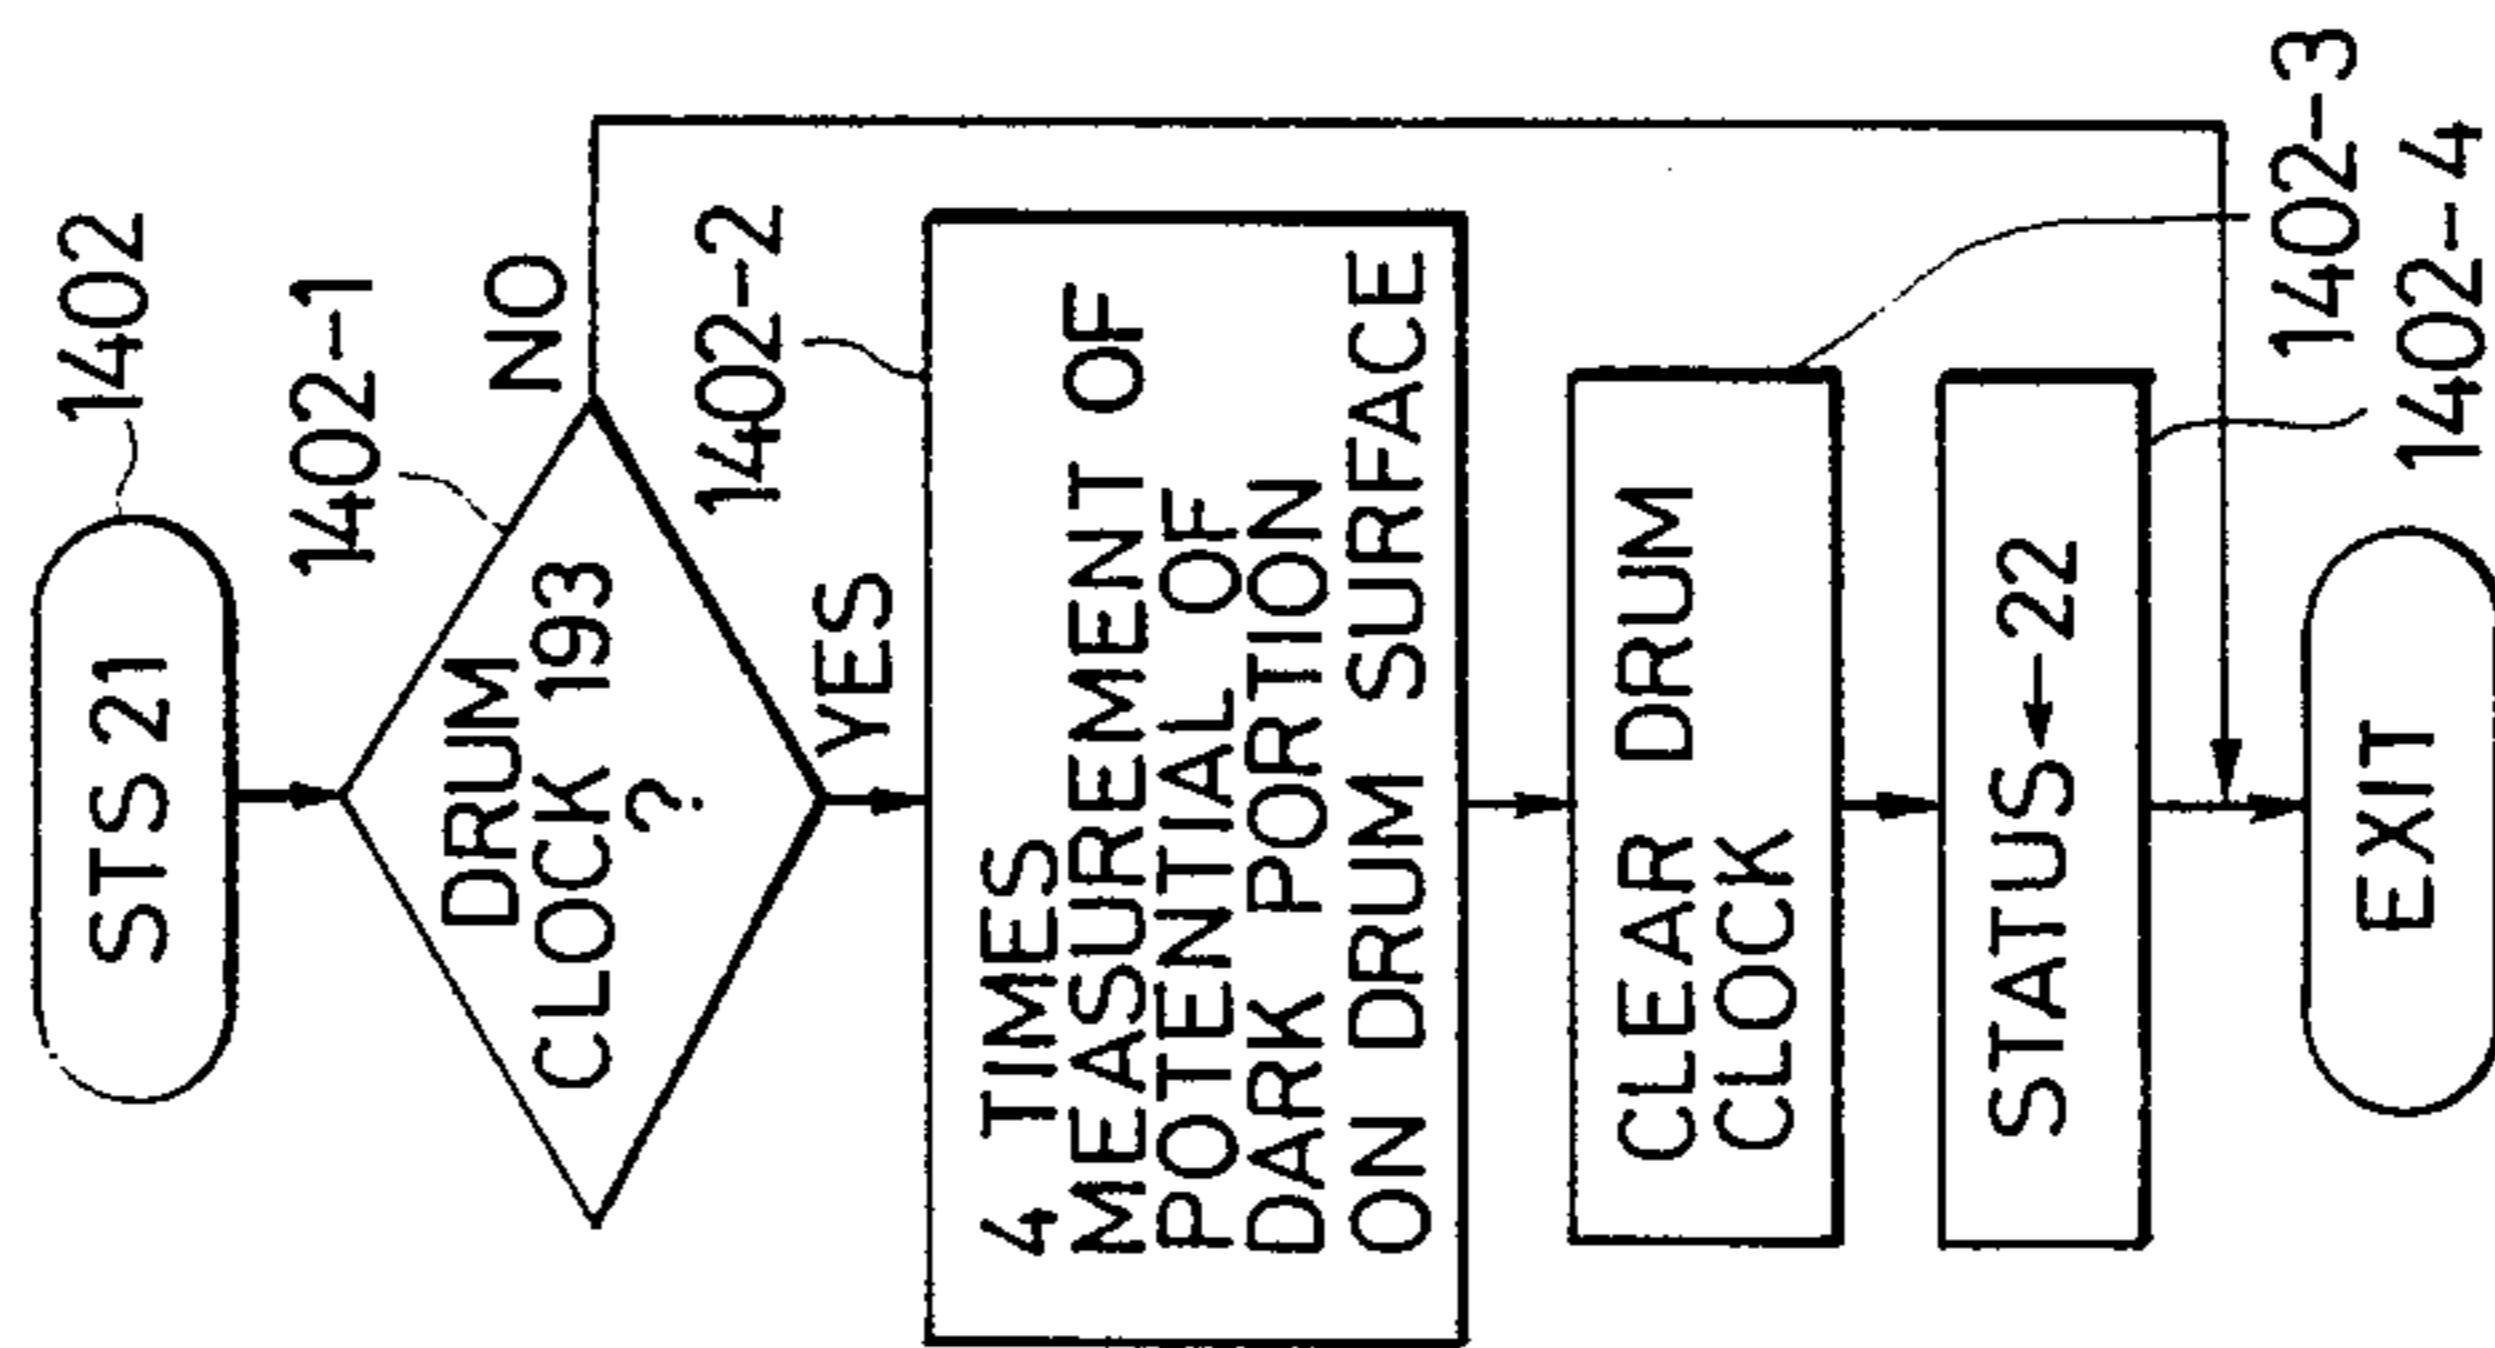 STS 21
1402
DRUM
CLOCK 193
?
1402-1
NO
YES
1402-2
4 TIMES
MEASUREMENT OF
POTENTIAL OF
DARK PORTION
ON DRUM SURFACE
CLEAR DRUM
CLOCK
1402-3
STATUS←22
1402-4
EXIT